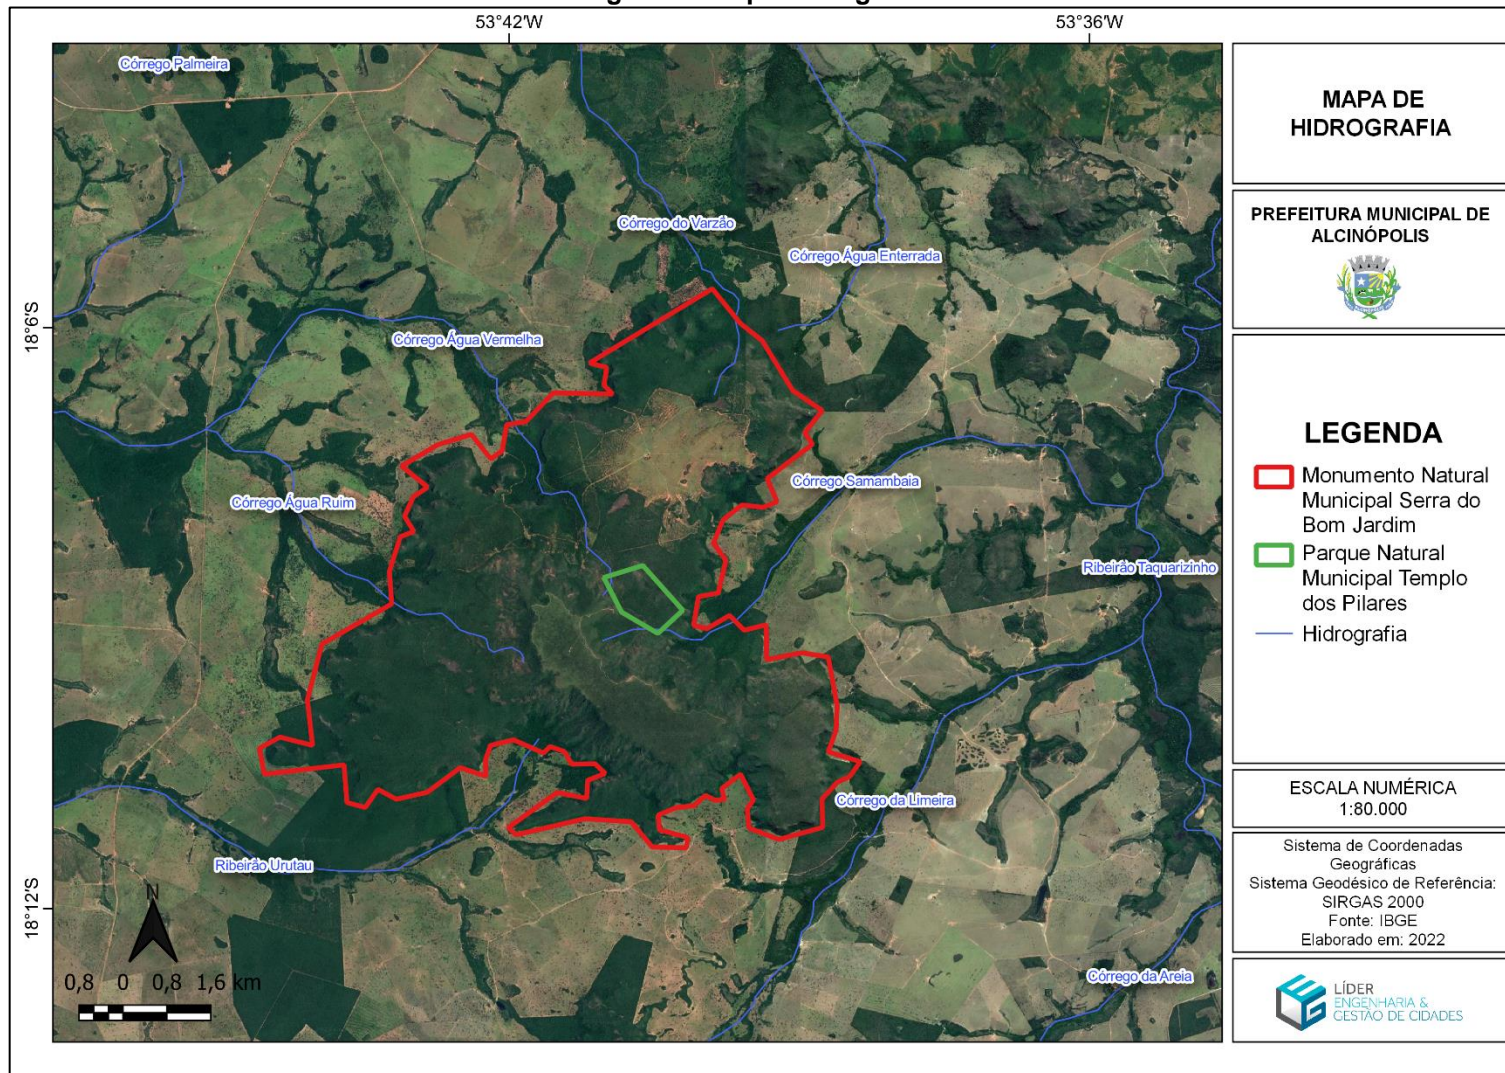 53°42'W
53°36'W
Córrego Palmeira
Córrego do Varzão
Córrego Água Enterrada
18°6'S
Córrego Água Vermelha
Córrego Samambaia
Córrego Água Ruim
Ribeirão Taquarizinho
Córrego da Limeira
Ribeirão Urutau
18°12'S
N
Córrego da Areia
0,8 0 0,8 1,6 km
MAPA DE
HIDROGRAFIA
PREFEITURA MUNICIPAL DE
ALCINÓPOLIS
LEGENDA
Monumento Natural
Municipal Serra do
Bom Jardim
Parque Natural
Municipal Templo
dos Pilares
Hidrografia
ESCALA NUMÉRICA
1:80.000
Sistema de Coordenadas
Geográficas
Sistema Geodésico de Referência:
SIRGAS 2000
Fonte: IBGE
Elaborado em: 2022
LÍDER
ENGENHARIA &
GESTÃO DE CIDADES